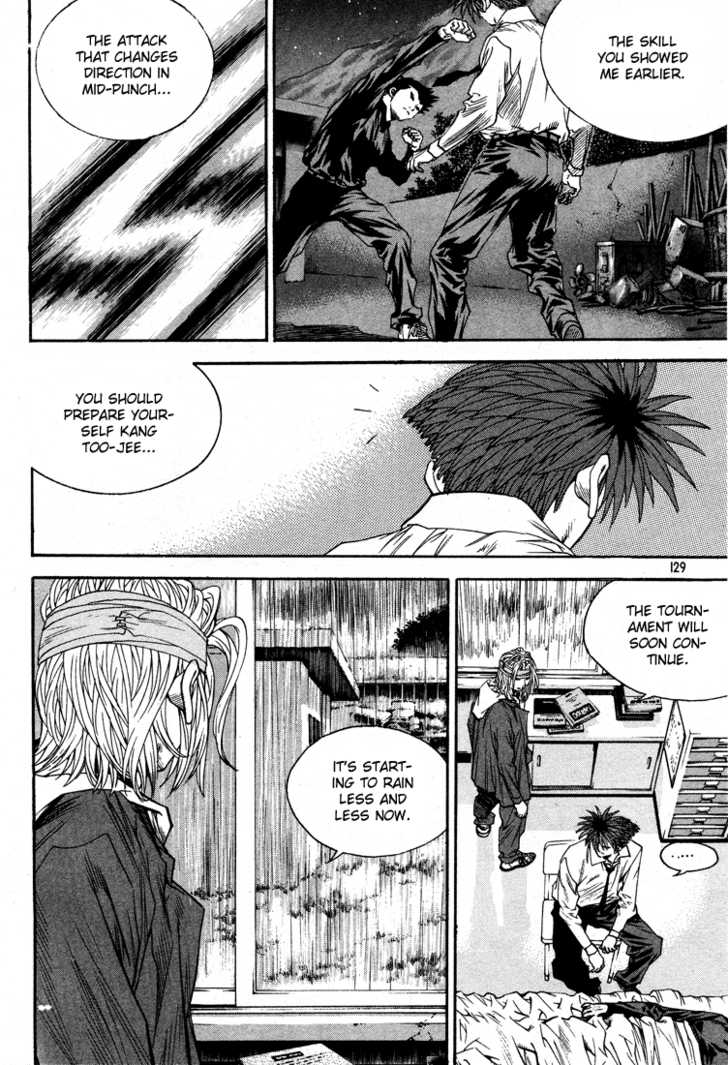 THE SKILL
YOU SHOWED
ME EARLIER.
THE ATTACK
THAT CHANGES
DIRECTION IN
MID-PUNCH...
YOU SHOULD
PREPARE YOUR-
SELF KANG
TOO-JEE...
129
THE TOURN-
AMENT WILL
SOON CON-
TINUE.
.....
IT'S START-
ING TO RAIN
LESS AND
LESS NOW.